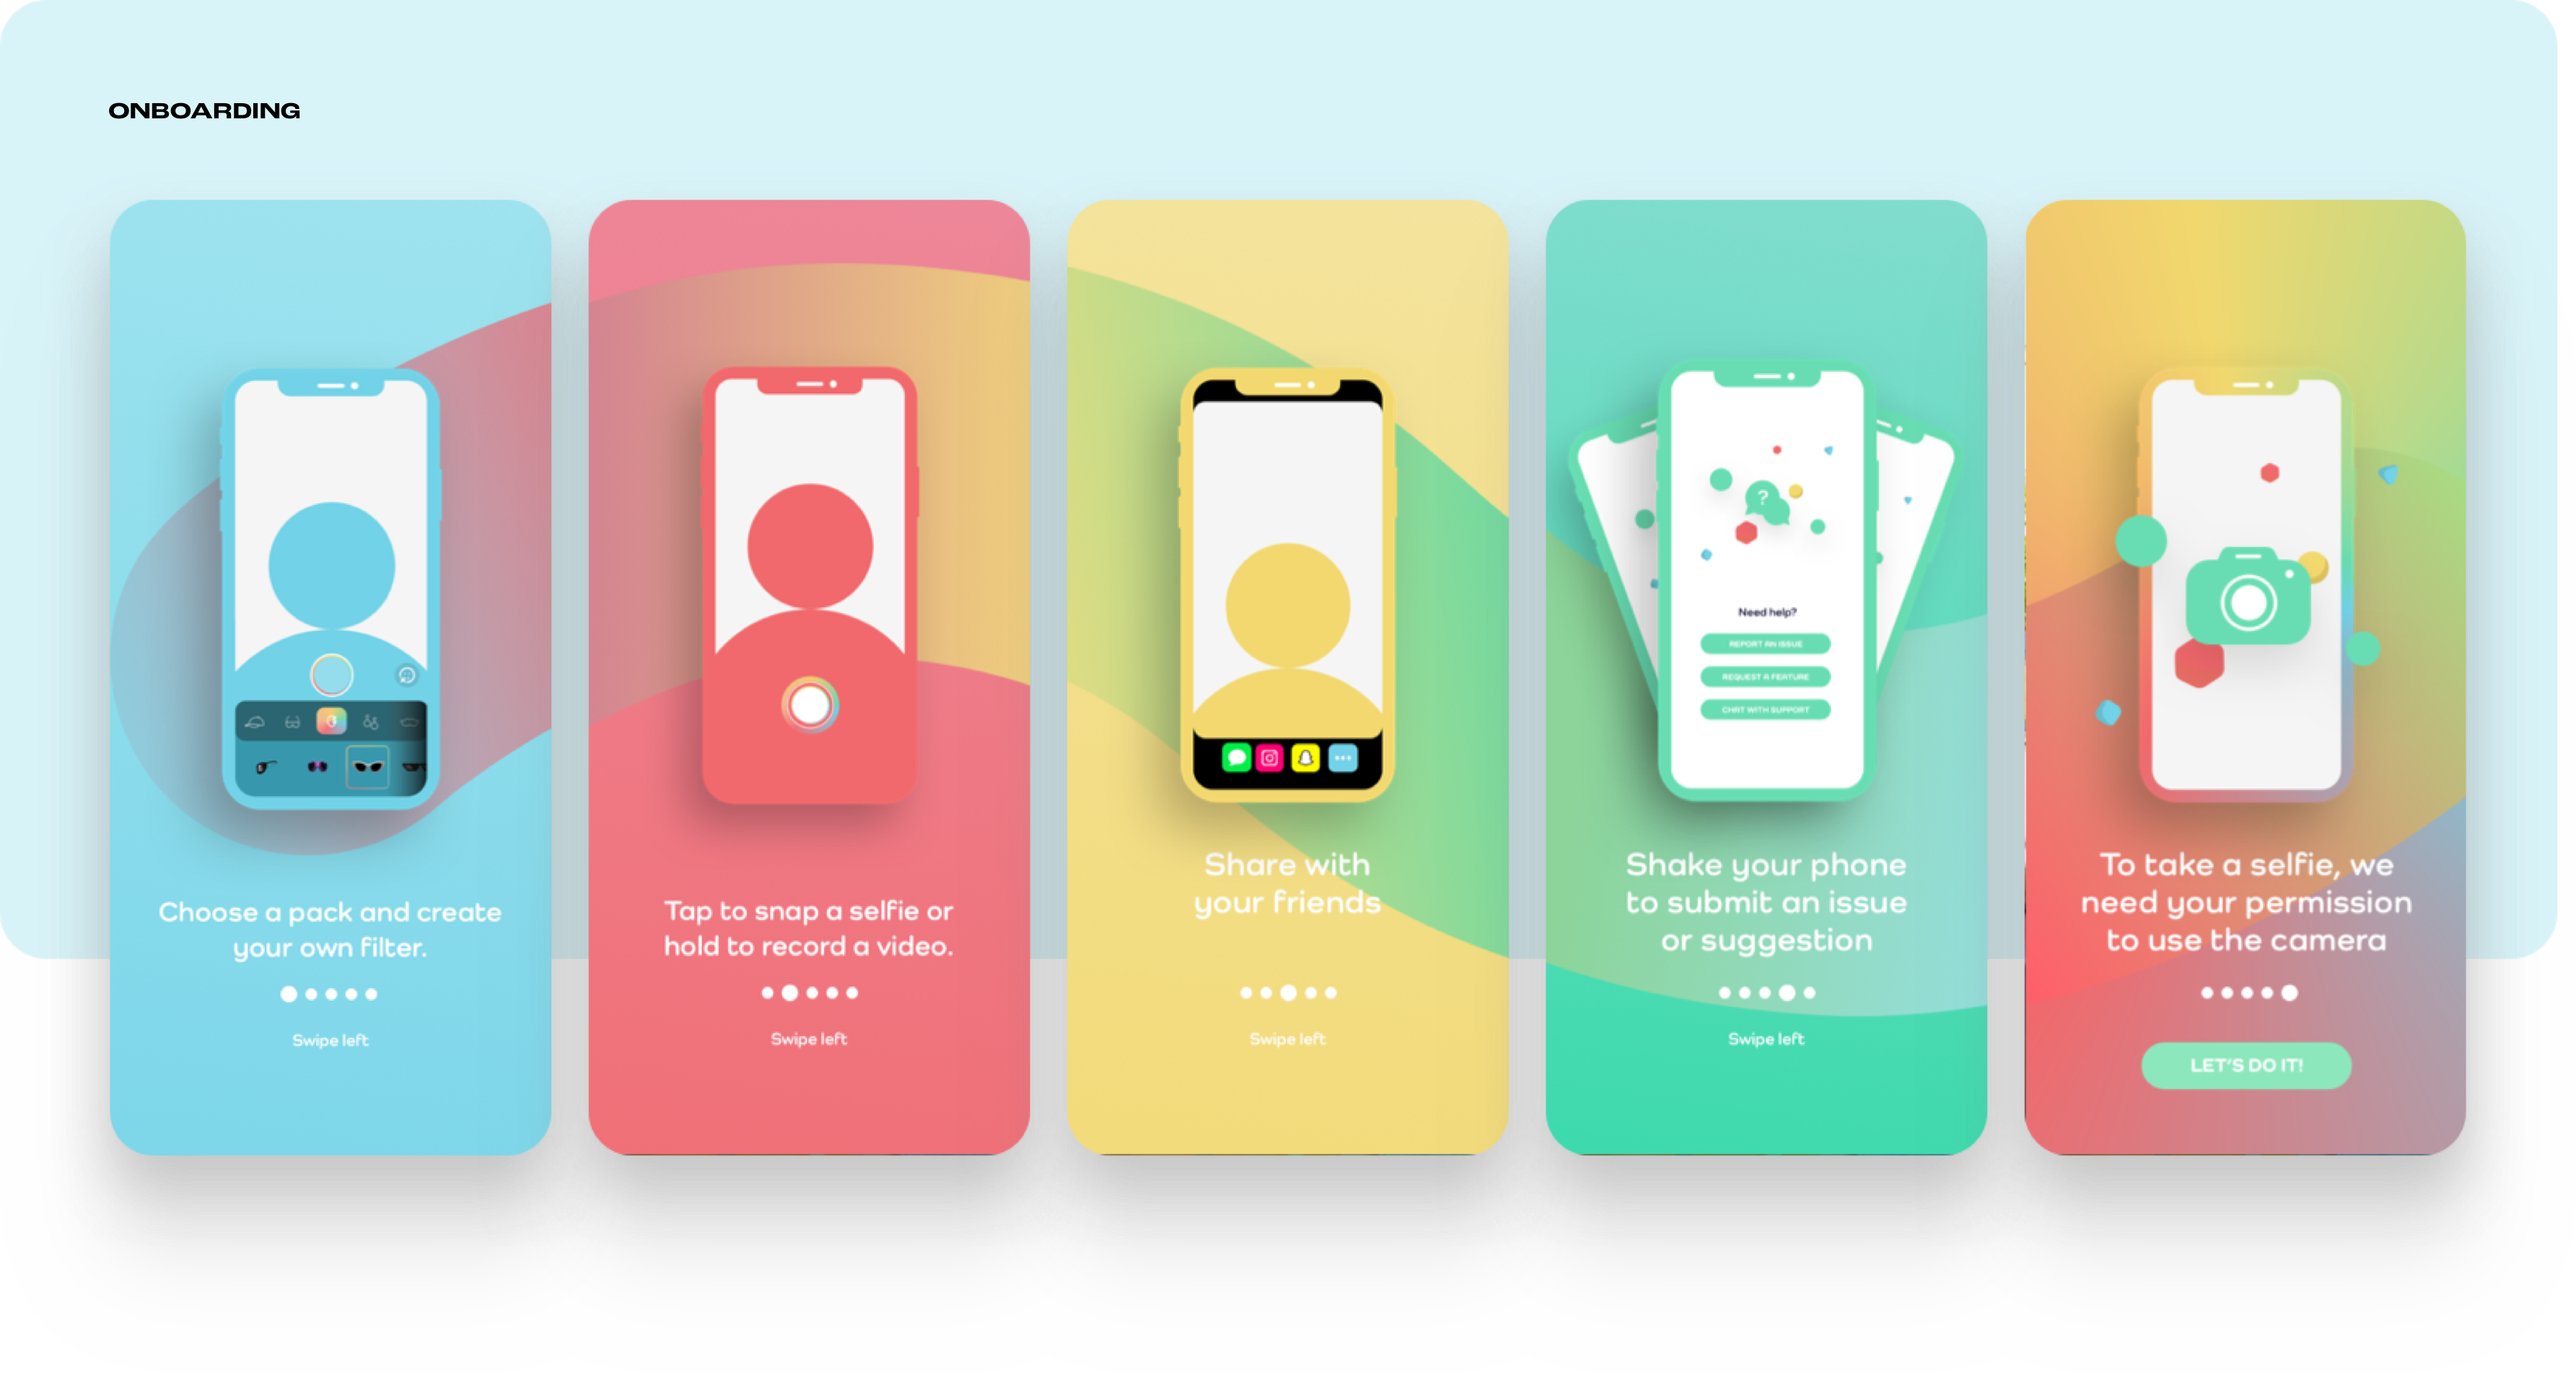 ONBOARDING
Choose a pack and create
your own filter.
Swipe left
Tap to snap a selfie or
hold to record a video.
Swipe left
Share with
your friends
Swipe left
?
Need help?
REPORT AN ISSUE
REQUEST A FEATURE
CHAT WITH SUPPORT
Shake your phone
to submit an issue
or suggestion
Swipe left
To take a selfie, we
need your permission
to use the camera
LET'S DO IT!